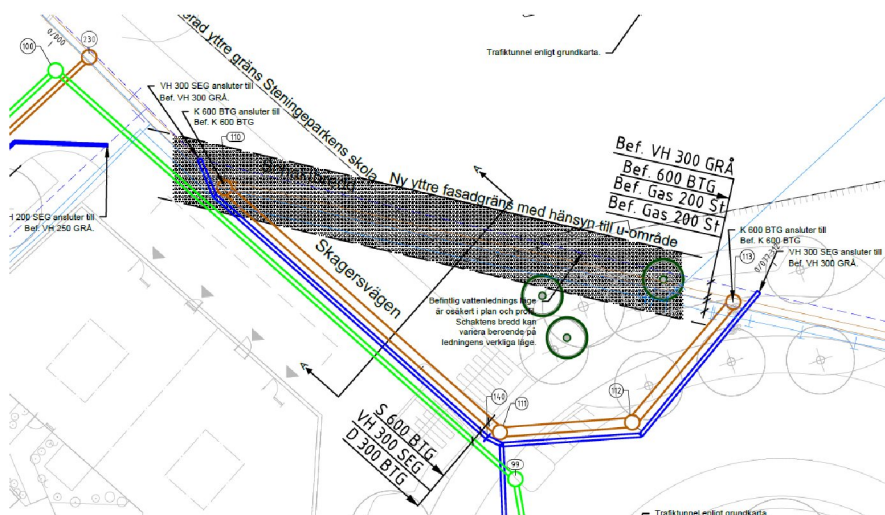 Trafiktunnel enligt grundkarta.
erad yttre gräns Steningeparkens skola
0/000
100
230
VH 300 SEG ansluter till
Bef. VH 300 GRÅ.
K 600 BTG ansluter till
Bef. K 600 BTG
110
A
Ny yttre fasadgräns med hänsyn till u-område
Bef. VH 300 GRÅ
Bef. 600 BTG
Bef. Gas 200 St
Bef. Gas 200 St
H 200 SEG ansluter till
Bef. VH 250 GRÅ.
K 600 BTG ansluter till
Bef. K 600 BTG
113
VH 300 SEG ansluter till
Bef. VH 300 GRÅ.
Skagersvägen
Befintlig vattenlednings läge
är osäkert i plan och profil.
Schaktens bredd kan
variera beroende på
ledningens verkliga läge.
A
140
111
112
S 600 BTG
VH 300 SEG
D 300 BTG
99
Trafiktunnel enligt grundkarta